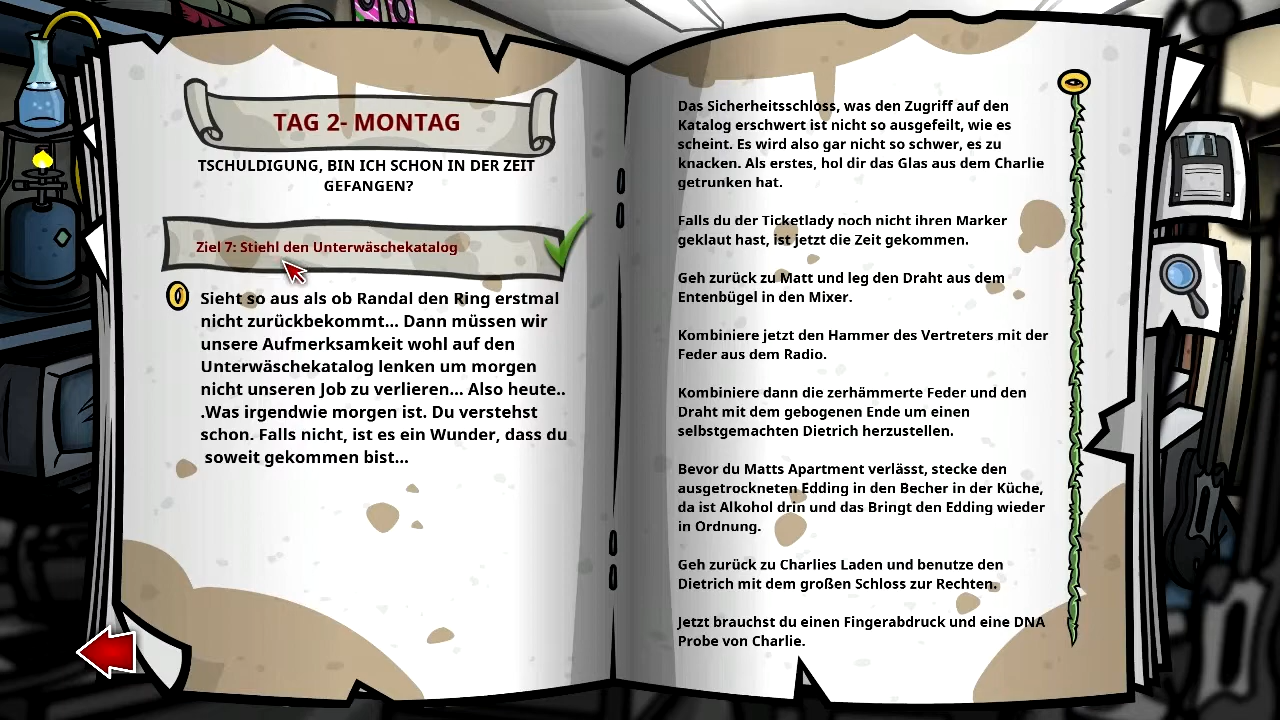 TAG 2- MONTAG
TSCHULDIGUNG, BIN ICH SCHON IN DER ZEIT
GEFANGEN?
Ziel 7: Stiehl den Unterwäschekatalog
Sieht so aus als ob Randal den Ring erstmal
nicht zurückbekommt... Dann müssen wir
unsere Aufmerksamkeit wohl auf den
Unterwäschekatalog lenken um morgen
nicht unseren Job zu verlieren... Also heute..
.Was irgendwie morgen ist. Du verstehst
schon. Falls nicht, ist es ein Wunder, dass du
soweit gekommen bist...
Das Sicherheitsschloss, was den Zugriff auf den
Katalog erschwert ist nicht so ausgefeilt, wie es
scheint. Es wird also gar nicht so schwer, es zu
knacken. Als erstes, hol dir das Glas aus dem Charlie
getrunken hat.
Falls du der Ticketlady noch nicht ihren Marker
geklaut hast, ist jetzt die Zeit gekommen.
Geh zurück zu Matt und leg den Draht aus dem
Entenbügel in den Mixer.
Kombiniere jetzt den Hammer des Vertreters mit der
Feder aus dem Radio.
Kombiniere dann die zerhämmerte Feder und den
Draht mit dem gebogenen Ende um einen
selbstgemachten Dietrich herzustellen.
Bevor du Matts Apartment verlässt, stecke den
ausgetrockneten Edding in den Becher in der Küche,
da ist Alkohol drin und das Bringt den Edding wieder
in Ordnung.
Geh zurück zu Charlies Laden und benutze den
Dietrich mit dem großen Schloss zur Rechten.
Jetzt brauchst du einen Fingerabdruck und eine DNA
Probe von Charlie.